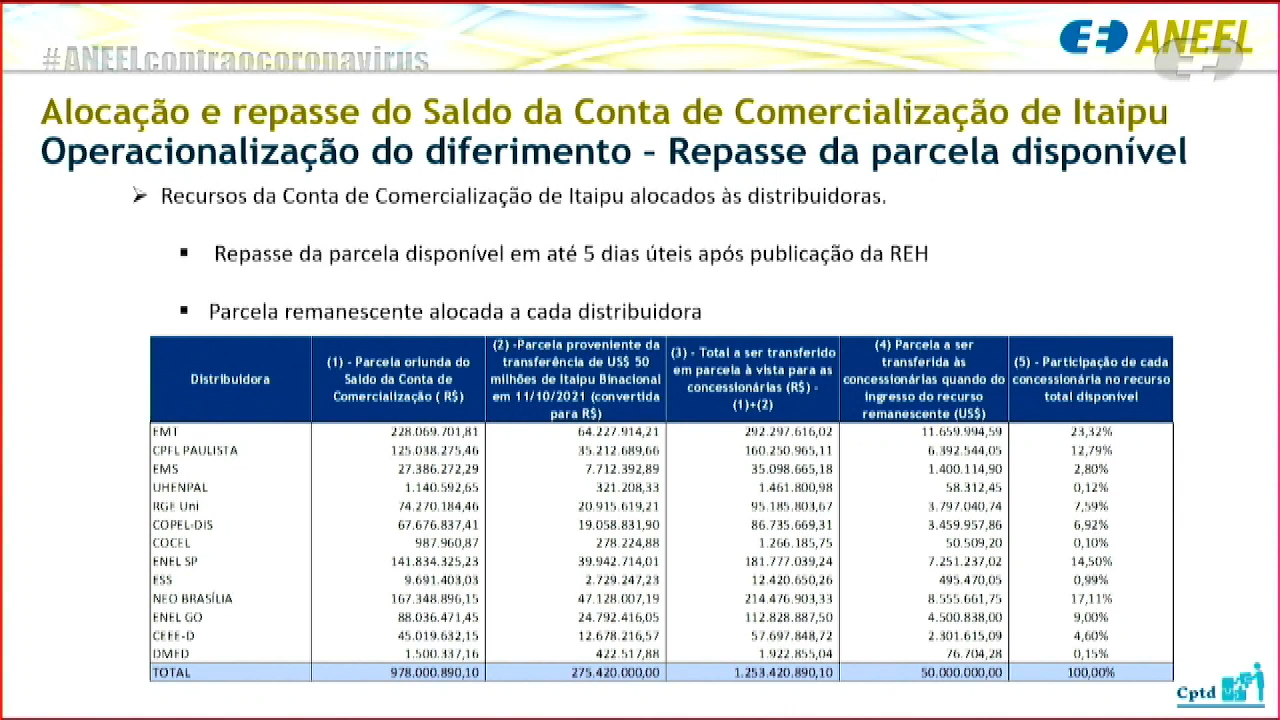 #ANEELcontraocoronavirus
ANEEL
Alocação e repasse do Saldo da Conta de Comercialização de Itaipu
Operacionalização do diferimento – Repasse da parcela disponível
➢ Recursos da Conta de Comercialização de Itaipu alocados às distribuidoras.
▪ Repasse da parcela disponível em até 5 dias úteis após publicação da REH
▪ Parcela remanescente alocada a cada distribuidora
Distribuidora
(1) - Parcela oriunda do
Saldo da Conta de
Comercialização ( R$)
(2) -Parcela proveniente da
transferência de US$ 50
milhões de Itaipu Binacional
em 11/10/2021 (convertida
para R$)
(3) - Total a ser transferido
em parcela à vista para as
concessionárias (R$) -
(1)+(2)
(4) Parcela a ser
transferida às
concessionárias quando do
ingresso do recurso
remanescente (US$)
(5) - Participação de cada
concessionária no recurso
total disponível
EMT 228.069.701,81 64.227.914,21 292.297.616,02 11.659.994,59 23,32%
CPFL PAULISTA 125.038.275,46 35.212.689,66 160.250.965,11 6.392.544,05 12,79%
EMS 27.386.272,29 7.712.392,89 35.098.665,18 1.400.114,90 2,80%
UHENPAL 1.140.592,65 321.208,33 1.461.800,98 58.312,45 0,12%
RGE Uni 74.270.184,46 20.915.619,21 95.185.803,67 3.797.040,74 7,59%
COPEL-DIS 67.676.837,41 19.058.831,90 86.735.669,31 3.459.957,86 6,92%
COCEL 987.960,87 278.224,88 1.266.185,75 50.509,20 0,10%
ENEL SP 141.834.325,23 39.942.714,01 181.777.039,24 7.251.237,02 14,50%
ESS 9.691.403,03 2.729.247,23 12.420.650,26 495.470,05 0,99%
NEO BRASÍLIA 167.348.896,15 47.128.007,19 214.476.903,33 8.555.661,75 17,11%
ENEL GO 88.036.471,45 24.792.416,05 112.828.887,50 4.500.838,00 9,00%
CEEE-D 45.019.632,15 12.678.216,57 57.697.848,72 2.301.615,09 4,60%
DMED 1.500.337,16 422.517,88 1.922.855,04 76.704,28 0,15%
TOTAL 978.000.890,10 275.420.000,00 1.253.420.890,10 50.000.000,00 100,00%
Cptd